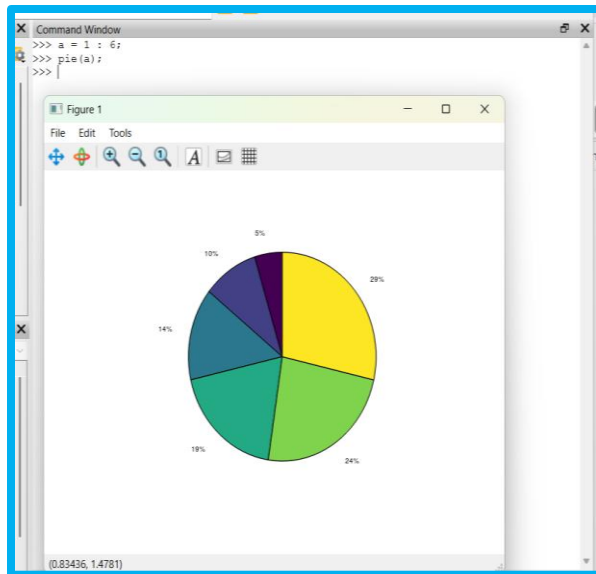 Command Window
>>> a = 1 : 6;
>>> pie(a);
>>>
Figure 1
File Edit Tools
A
5%
10%
29%
14%
19%
24%
(0.83436, 1.4781)